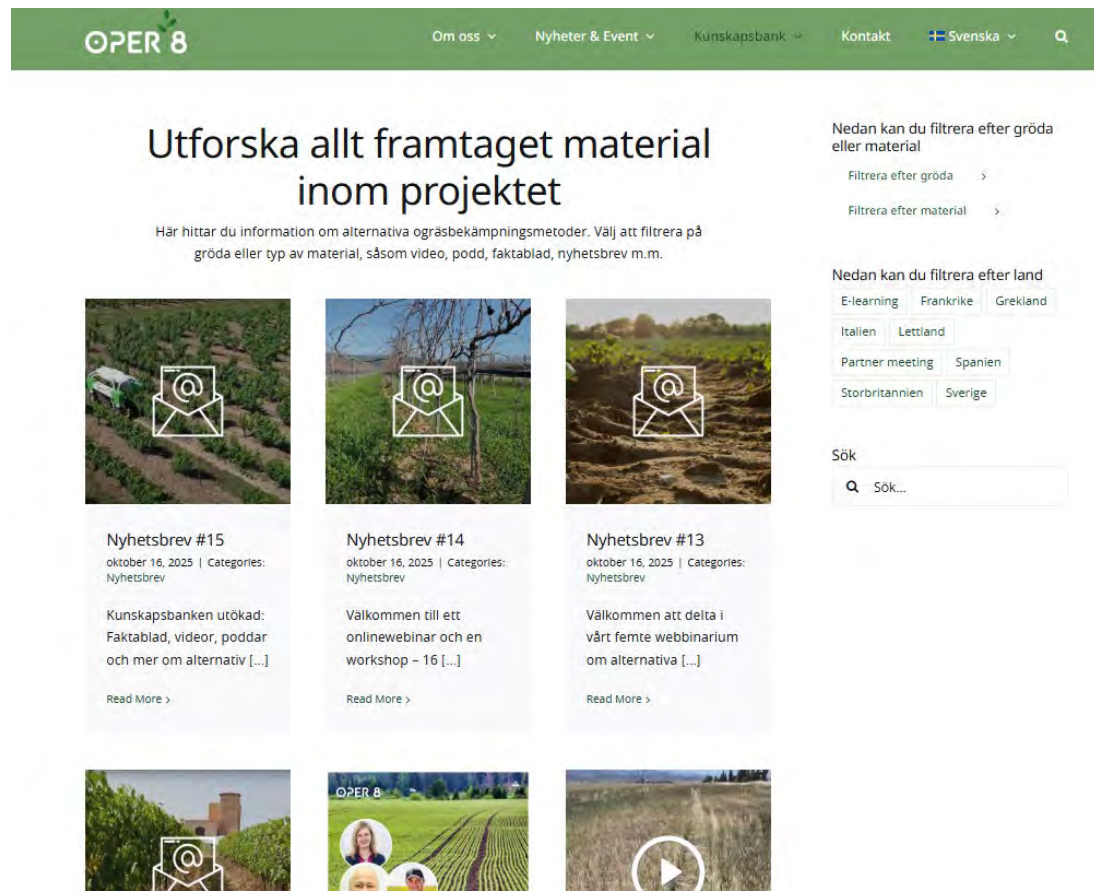 OPER 8
Om oss
Nyheter & Event
Kunskapsbank
Kontakt
Svenska
Utforska allt framtaget material
inom projektet
Här hittar du information om alternativa ogräsbekämpningsmetoder. Välj att filtrera på
gröda eller typ av material, såsom video, podd, faktablad, nyhetsbrev m.m.
Nyhetsbrev #15
oktober 16, 2025 | Categories:
Nyhetsbrev
Kunskapsbanken utökad:
Faktablad, videor, poddar
och mer om alternativ [...]
Read More >
Nyhetsbrev #14
oktober 16, 2025 | Categories:
Nyhetsbrev
Välkommen till ett
onlinewebinar och en
workshop – 16 [...]
Read More >
Nyhetsbrev #13
oktober 16, 2025 | Categories:
Nyhetsbrev
Välkommen att delta i
vårt femte webbinarium
om alternativa [...]
Read More >
OPER 8
Nedan kan du filtrera efter gröda
eller material
Filtrera efter gröda >
Filtrera efter material >
Nedan kan du filtrera efter land
E-learning Frankrike Grekland
Italien Lettland
Partner meeting Spanien
Storbritannien Sverige
Sök
Sök...